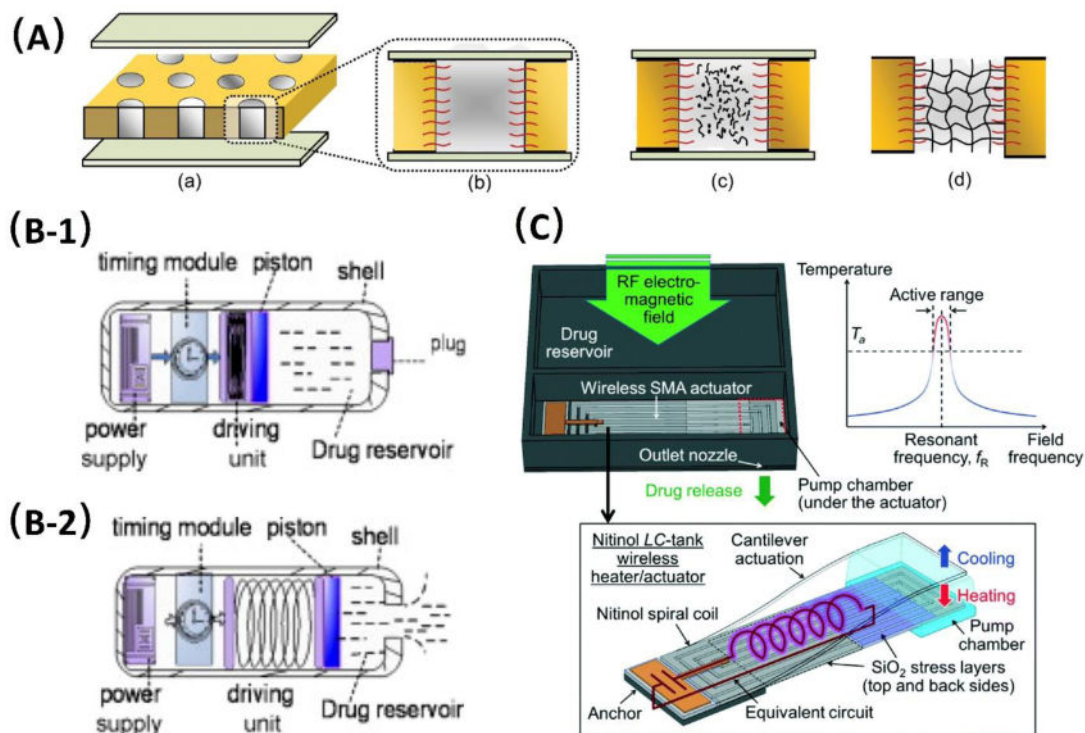 (A)
(a)
(b)
(c)
(d)
(B-1)
timing module
piston
shell
plug
power
supply
driving
unit
Drug reservoir
(B-2)
timing module
piston
shell
power
supply
driving
unit
Drug reservoir
(C)
RF electro-
magnetic
field
Drug
reservoir
Wireless SMA actuator
Outlet nozzle
Drug release
Pump chamber
(under the actuator)
Temperature
Active range
Ta
Resonant
frequency, fR
Field
frequency
Nitinol LC-tank
wireless
heater/actuator
Cantilever
actuation
Cooling
Heating
Nitinol spiral coil
Pump
chamber
SiO2 stress layers
(top and back sides)
Anchor
Equivalent circuit